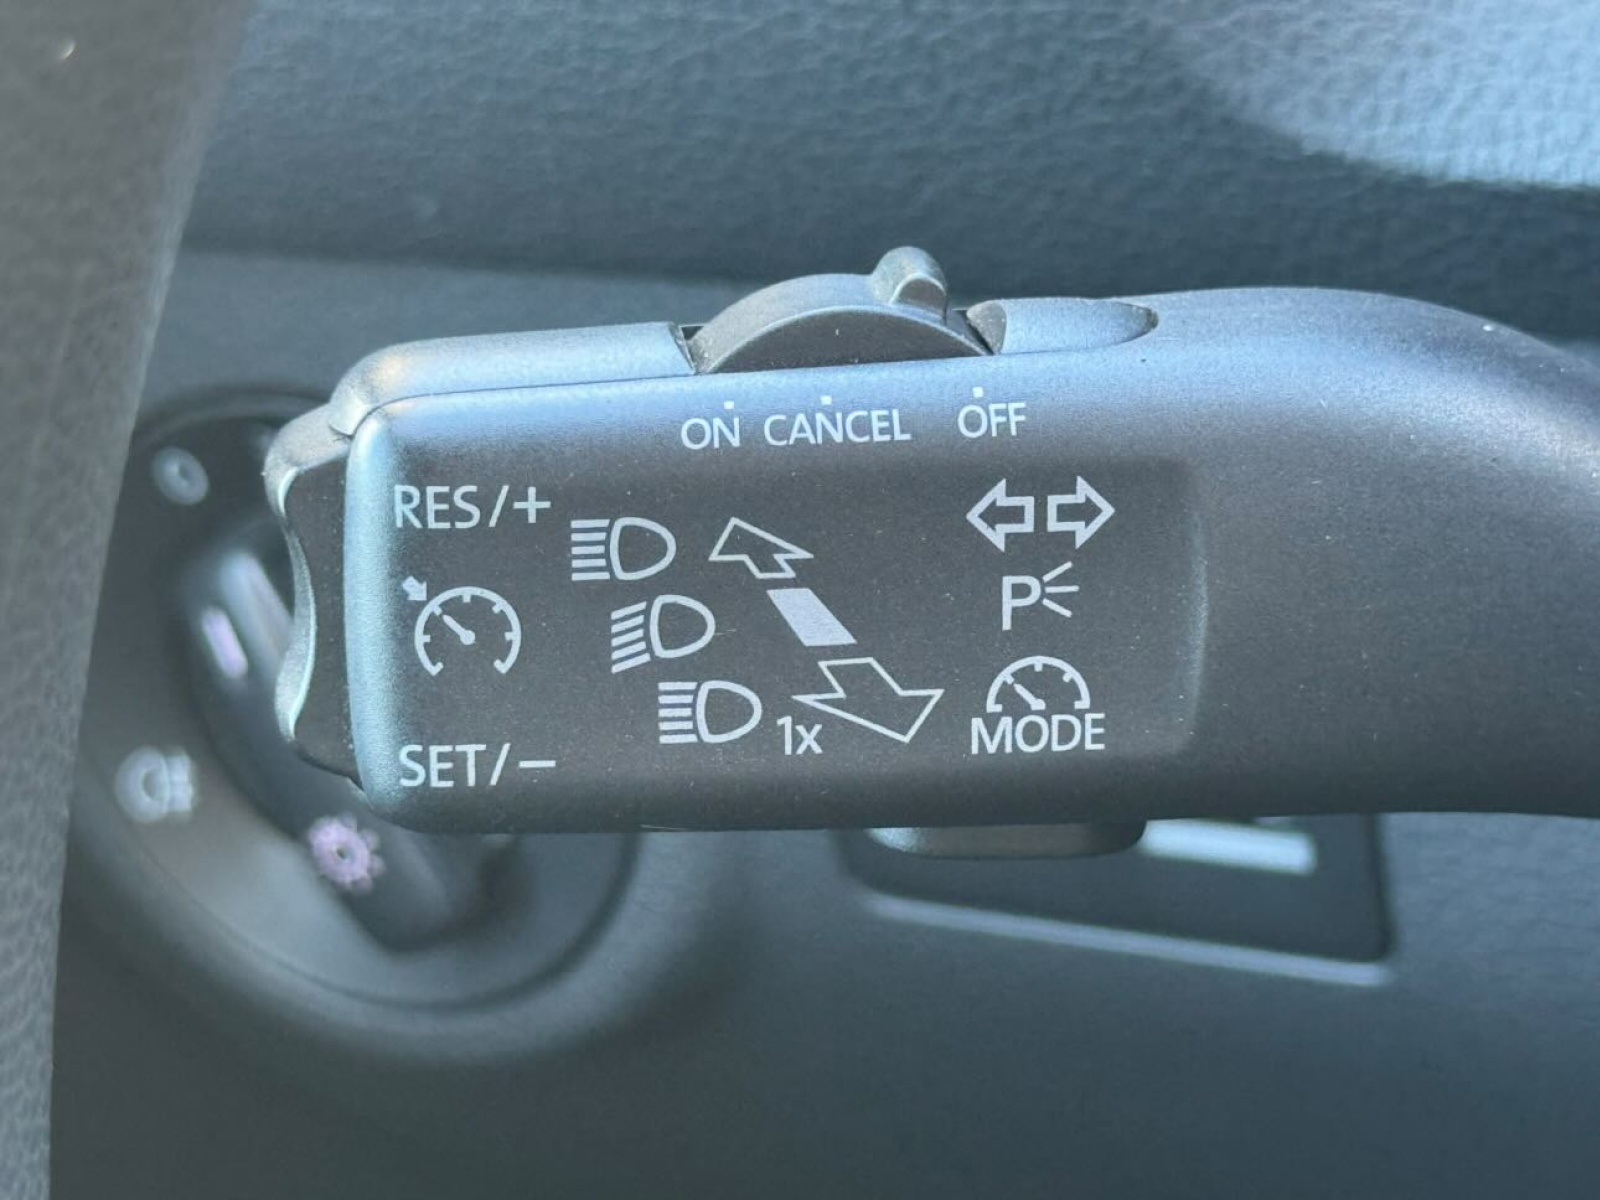 ON CANCEL OFF
RES/+
P
1x
MODE
SET/−